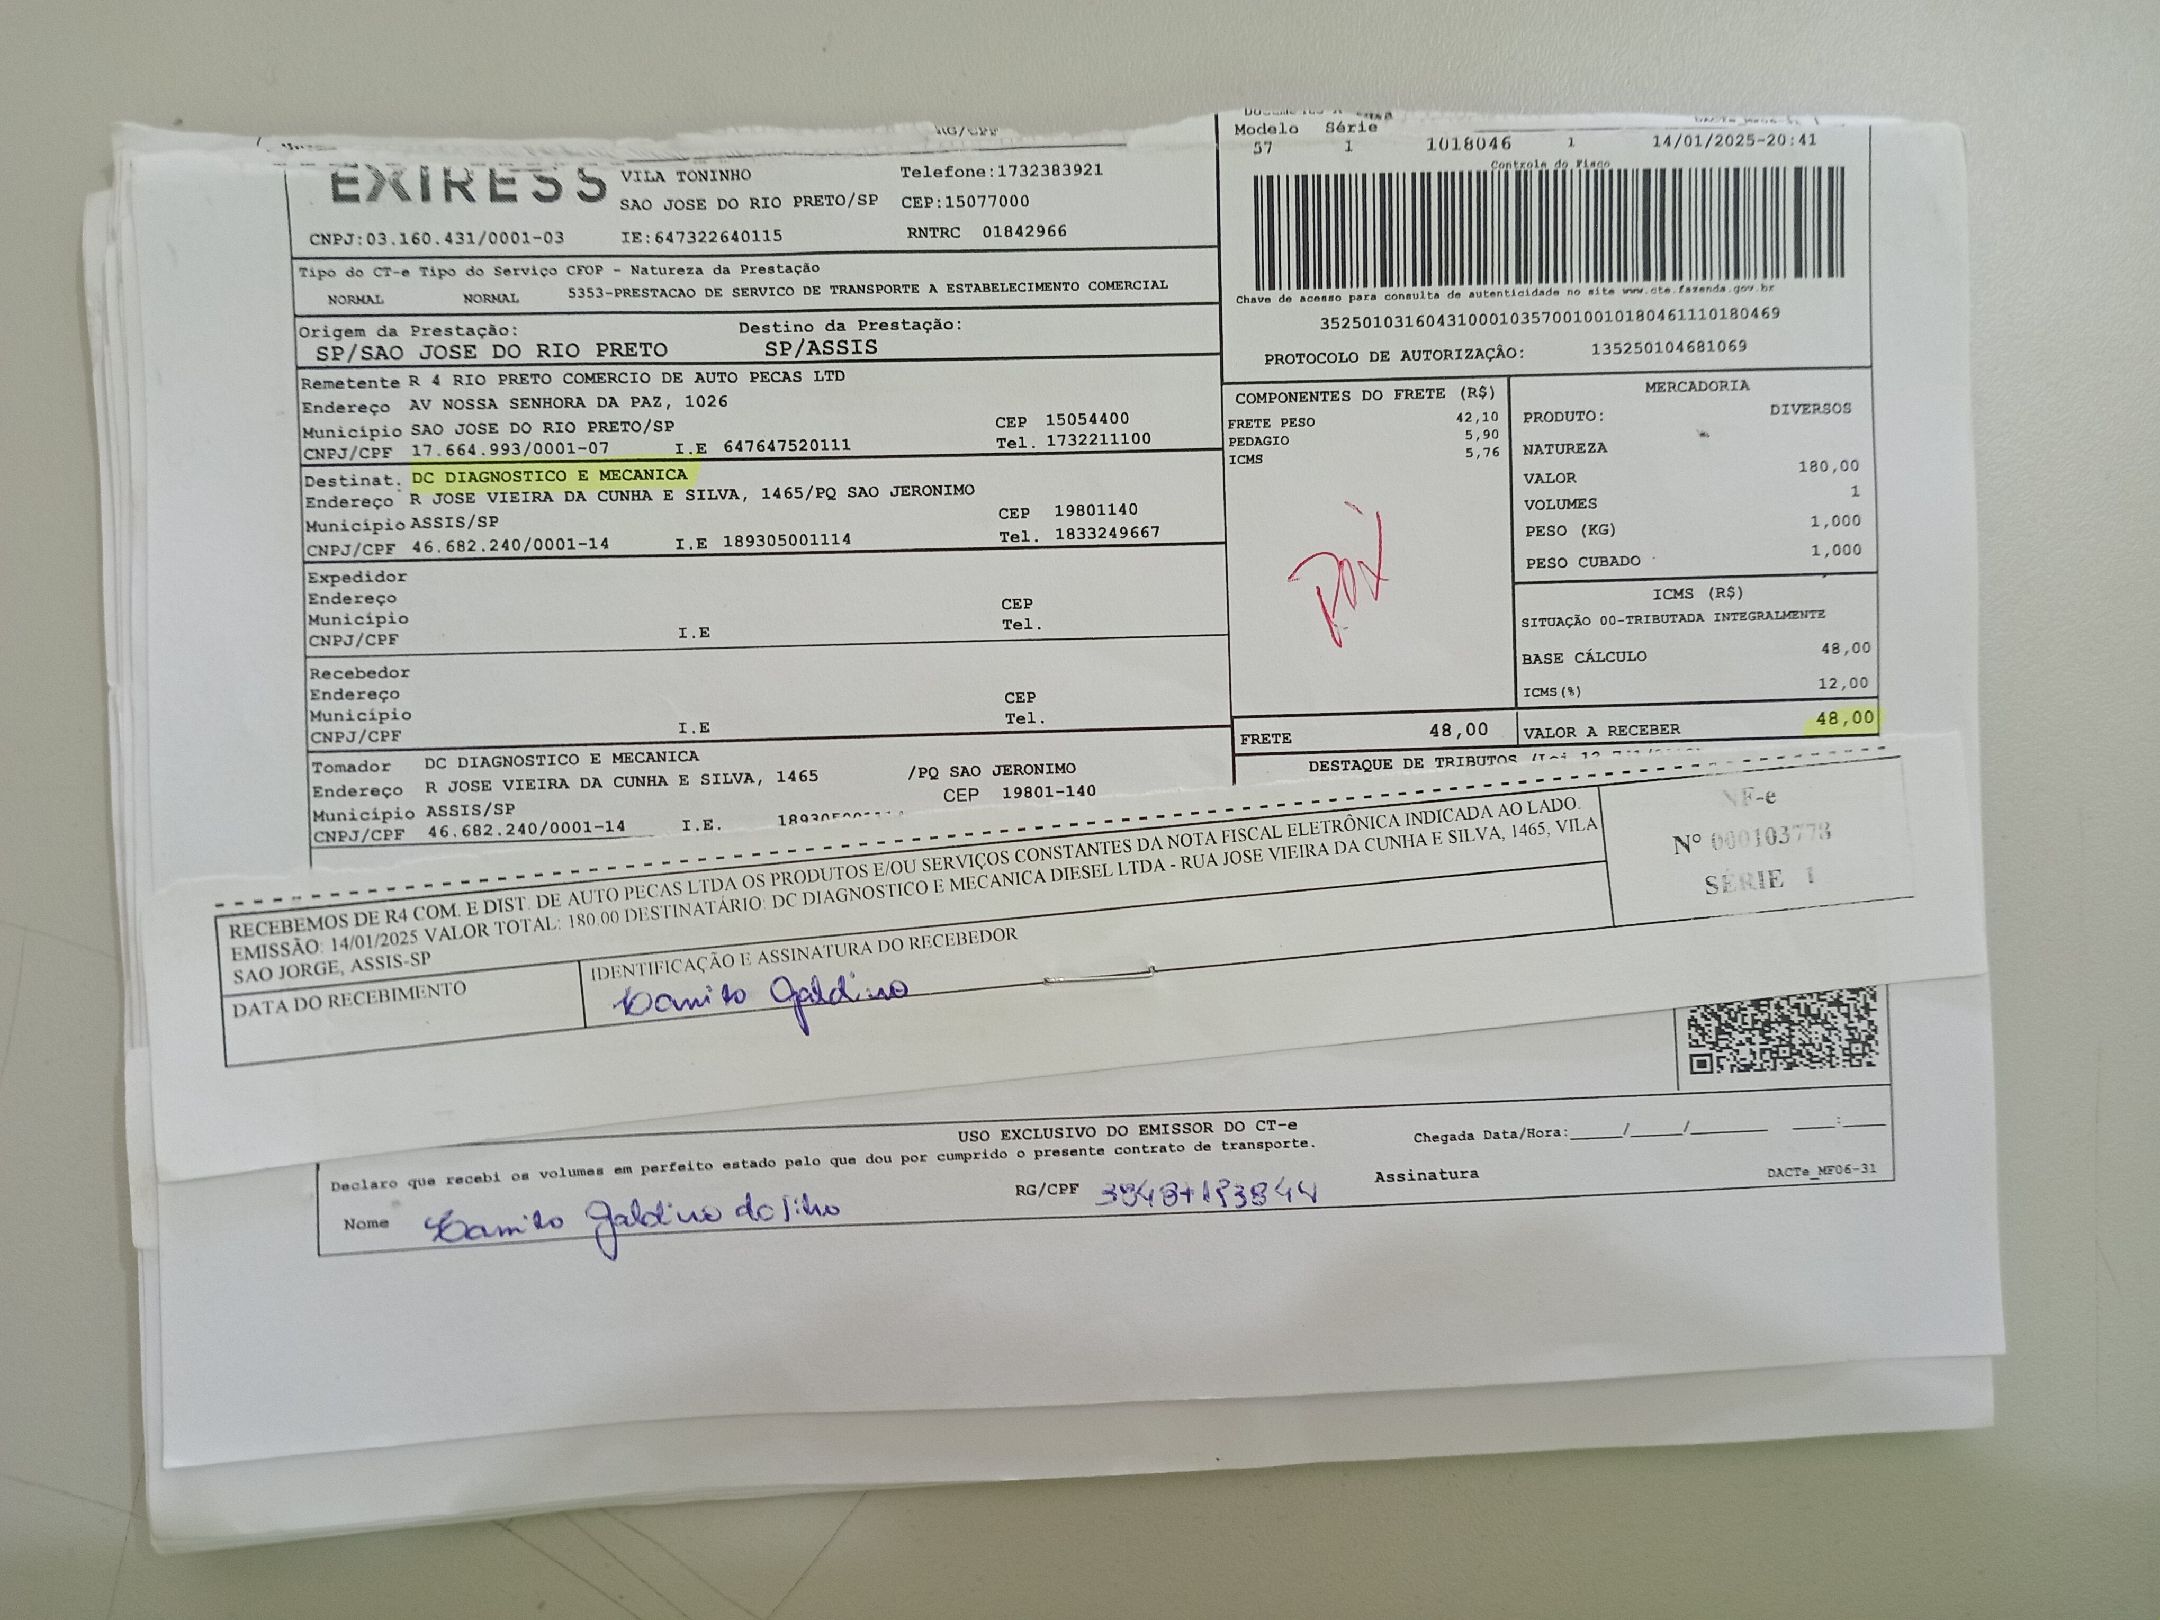 RG/CPF
Modelo Série
57 1 1018046 1 14/01/2025-20:41
Controle do Fisco
EXPRESS
VILA TONINHO Telefone:1732383921
SAO JOSE DO RIO PRETO/SP CEP:15077000
CNPJ:03.160.431/0001-03 IE:647322640115 RNTRC 01842966
Tipo do CT-e Tipo do Serviço CFOP - Natureza da Prestação
NORMAL NORMAL 5353-PRESTACAO DE SERVICO DE TRANSPORTE A ESTABELECIMENTO COMERCIAL
Chave de acesso para consulta de autenticidade no site www.cte.fazenda.gov.br
35250103160431000103570010010180461110180469
PROTOCOLO DE AUTORIZAÇÃO: 135250104681069
Origem da Prestação: Destino da Prestação:
SP/SAO JOSE DO RIO PRETO SP/ASSIS
Remetente R 4 RIO PRETO COMERCIO DE AUTO PECAS LTD
Endereço AV NOSSA SENHORA DA PAZ, 1026
Município SAO JOSE DO RIO PRETO/SP CEP 15054400
CNPJ/CPF 17.664.993/0001-07 I.E 647647520111 Tel. 1732211100
Destinat. DC DIAGNOSTICO E MECANICA
Endereço R JOSE VIEIRA DA CUNHA E SILVA, 1465/PQ SAO JERONIMO
Município ASSIS/SP CEP 19801140
CNPJ/CPF 46.682.240/0001-14 I.E 189305001114 Tel. 1833249667
Expedidor
Endereço
Município CEP
CNPJ/CPF I.E Tel.
Recebedor
Endereço
Município CEP
CNPJ/CPF I.E Tel.
Tomador DC DIAGNOSTICO E MECANICA
Endereço R JOSE VIEIRA DA CUNHA E SILVA, 1465 /PQ SAO JERONIMO
Município ASSIS/SP CEP 19801-140
CNPJ/CPF 46.682.240/0001-14 I.E.
COMPONENTES DO FRETE (R$)
FRETE PESO 42,10
PEDAGIO 5,90
ICMS 5,76
FRETE 48,00
MERCADORIA
PRODUTO: DIVERSOS
NATUREZA
VALOR 180,00
VOLUMES 1
PESO (KG) 1,000
PESO CUBADO 1,000
ICMS (R$)
SITUAÇÃO 00-TRIBUTADA INTEGRALMENTE
BASE CÁLCULO 48,00
ICMS(%) 12,00
VALOR A RECEBER 48,00
DESTAQUE DE TRIBUTOS
RECEBEMOS DE R4 COM. E DIST. DE AUTO PECAS LTDA OS PRODUTOS E/OU SERVIÇOS CONSTANTES DA NOTA FISCAL ELETRÔNICA INDICADA AO LADO.
EMISSÃO: 14/01/2025 VALOR TOTAL: 180.00 DESTINATÁRIO: DC DIAGNOSTICO E MECANICA DIESEL LTDA - RUA JOSE VIEIRA DA CUNHA E SILVA, 1465, VILA
SAO JORGE, ASSIS-SP
NF-e
Nº 000103778
SÉRIE 1
DATA DO RECEBIMENTO
IDENTIFICAÇÃO E ASSINATURA DO RECEBEDOR
Galdino
USO EXCLUSIVO DO EMISSOR DO CT-e
Declaro que recebi os volumes em perfeito estado pelo que dou por cumprido o presente contrato de transporte.
Chegada Data/Hora:_____/_____/_______ ____:____
Nome Galdino
RG/CPF
Assinatura
DACTe_MF06-31